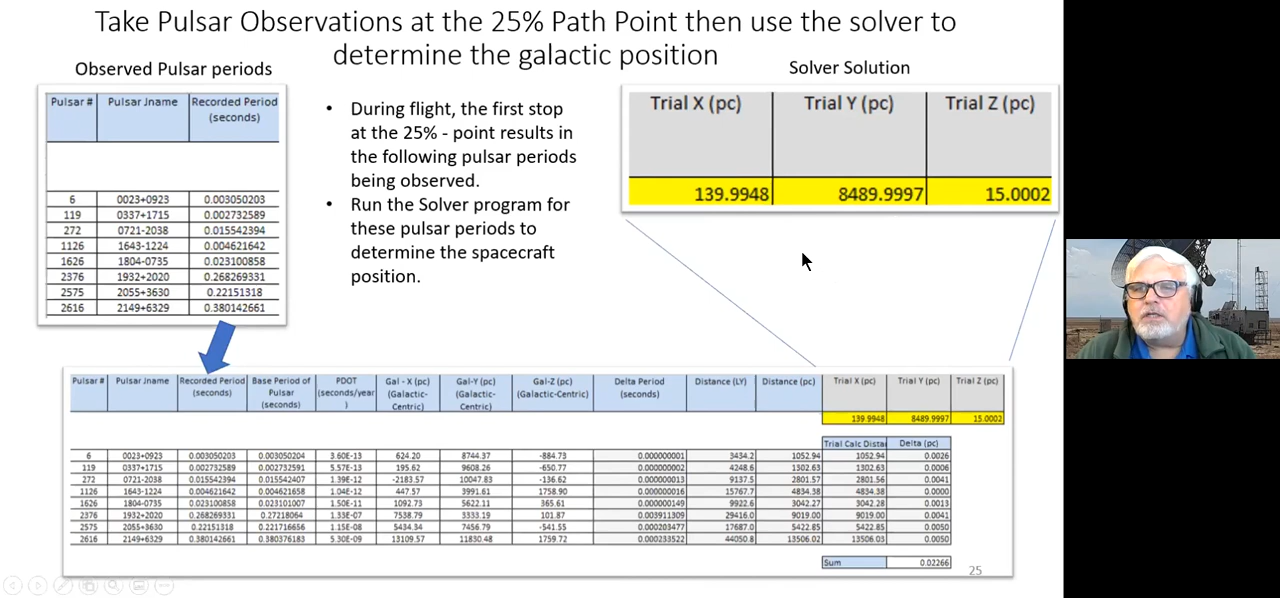 Take Pulsar Observations at the 25% Path Point then use the solver to
determine the galactic position
Observed Pulsar periods
Pulsar # Pulsar Jname Recorded Period
(seconds)
6 0023+0923 0.003050203
119 0337+1715 0.002732589
272 0721-2038 0.015542394
1126 1643-1224 0.004621642
1626 1804-0735 0.023100858
2376 1932+2020 0.268269331
2575 2055+3630 0.22151318
2616 2149+6329 0.380142661
• During flight, the first stop
at the 25% - point results in
the following pulsar periods
being observed.
• Run the Solver program for
these pulsar periods to
determine the spacecraft
position.
Solver Solution
Trial X (pc) Trial Y (pc) Trial Z (pc)
139.9948 8489.9997 15.0002
Pulsar # Pulsar Jname Recorded Period Base Period of PDOT Gal - X (pc) Gal-Y (pc) Gal-Z (pc) Delta Period Distance (LY) Distance (pc) Trial X (pc) Trial Y (pc) Trial Z (pc)
(seconds) Pulsar (seconds/year (Galactic- (Galactic- (Galactic-Centric) (seconds)
(seconds) ) Centric) Centric)
139.9948 8489.9997 15.0002
Trial Calc Distar Delta (pc)
6 0023+0923 0.003050203 0.003050204 3.60E-13 624.20 8744.37 -884.73 0.000000001 3434.2 1052.94 1052.94 0.0026
119 0337+1715 0.002732589 0.002732591 5.57E-13 195.62 9608.26 -650.77 0.000000002 4248.6 1302.63 1302.63 0.0006
272 0721-2038 0.015542394 0.015542407 1.39E-12 -2183.57 10047.83 -136.62 0.000000013 9137.5 2801.57 2801.56 0.0041
1126 1643-1224 0.004621642 0.004621658 1.04E-12 447.57 3991.61 1758.90 0.000000016 15767.7 4834.38 4834.38 0.0000
1626 1804-0735 0.023100858 0.023101007 1.50E-11 1092.73 5622.11 365.61 0.000000149 9922.6 3042.27 3042.28 0.0013
2376 1932+2020 0.268269331 0.27218064 1.33E-07 7538.79 3333.19 101.87 0.003911309 29416.0 9019.00 9019.00 0.0041
2575 2055+3630 0.22151318 0.221716656 1.15E-08 5434.34 7456.79 -541.55 0.000203477 17687.0 5422.85 5422.85 0.0050
2616 2149+6329 0.380142661 0.380376183 5.30E-09 13109.57 11830.48 1759.72 0.000233522 44050.8 13506.02 13506.03 0.0050
Sum 0.02266
25